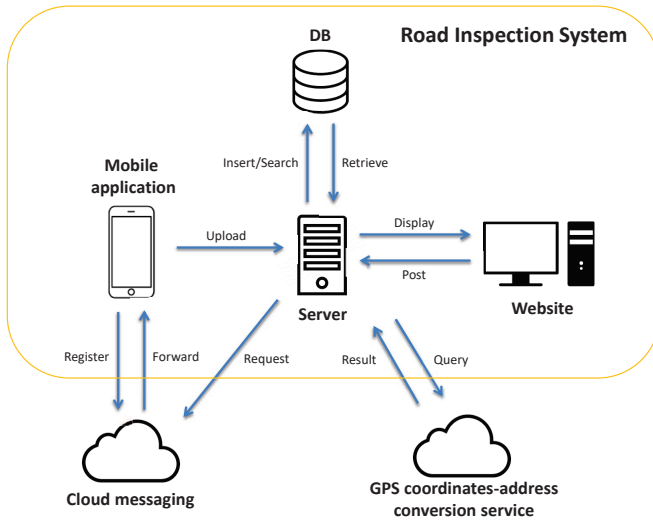 DB
Road Inspection System
Mobile
application
Insert/Search
Retrieve
Upload
Display
Post
Server
Website
Register
Forward
Request
Result
Query
Cloud messaging
GPS coordinates-address
conversion service